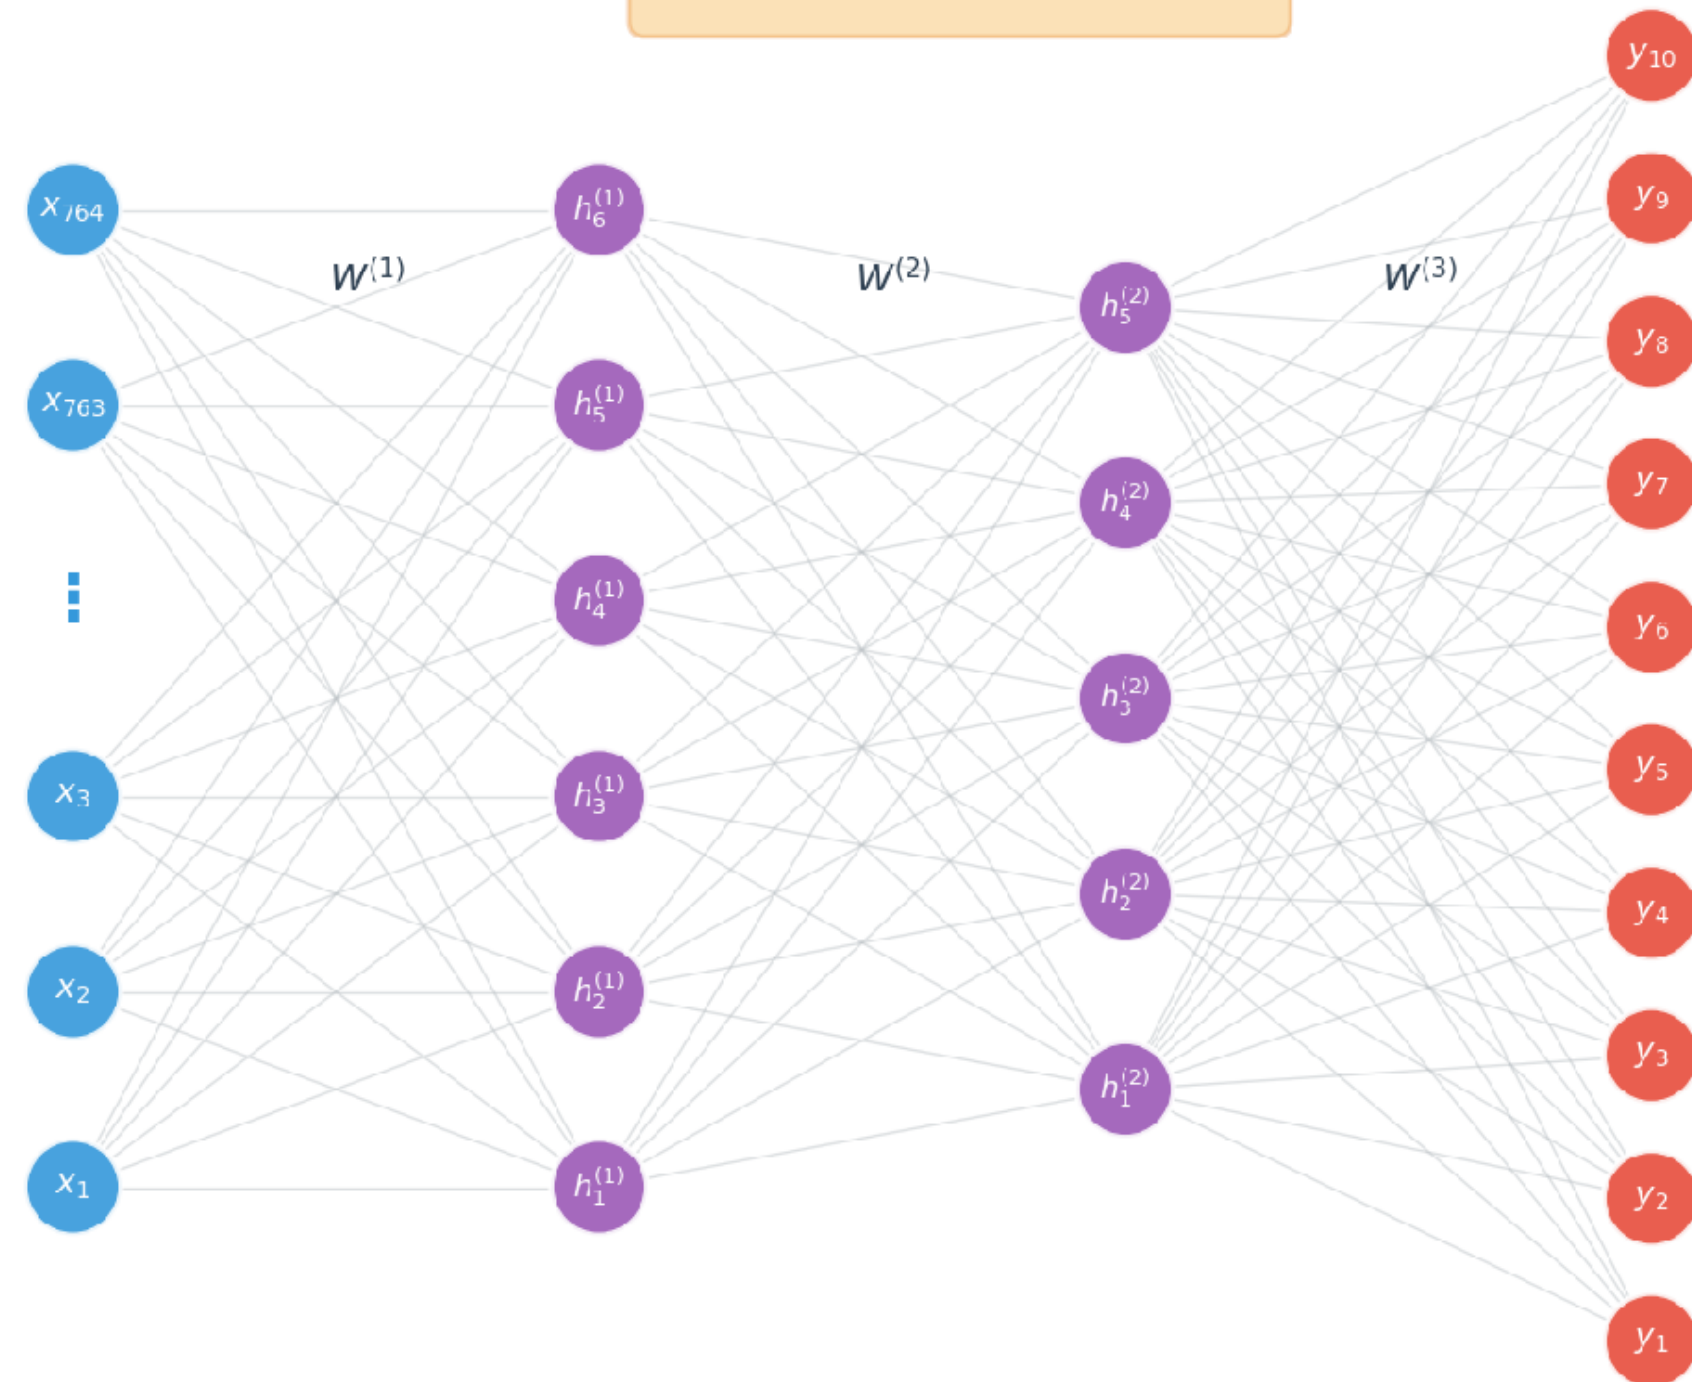 x₇₆₄
x₇₆₃
⋮
x₃
x₂
x₁
W⁽¹⁾
h₆⁽¹⁾
h₅⁽¹⁾
h₄⁽¹⁾
h₃⁽¹⁾
h₂⁽¹⁾
h₁⁽¹⁾
W⁽²⁾
h₅⁽²⁾
h₄⁽²⁾
h₃⁽²⁾
h₂⁽²⁾
h₁⁽²⁾
W⁽³⁾
y₁₀
y₉
y₈
y₇
y₆
y₅
y₄
y₃
y₂
y₁